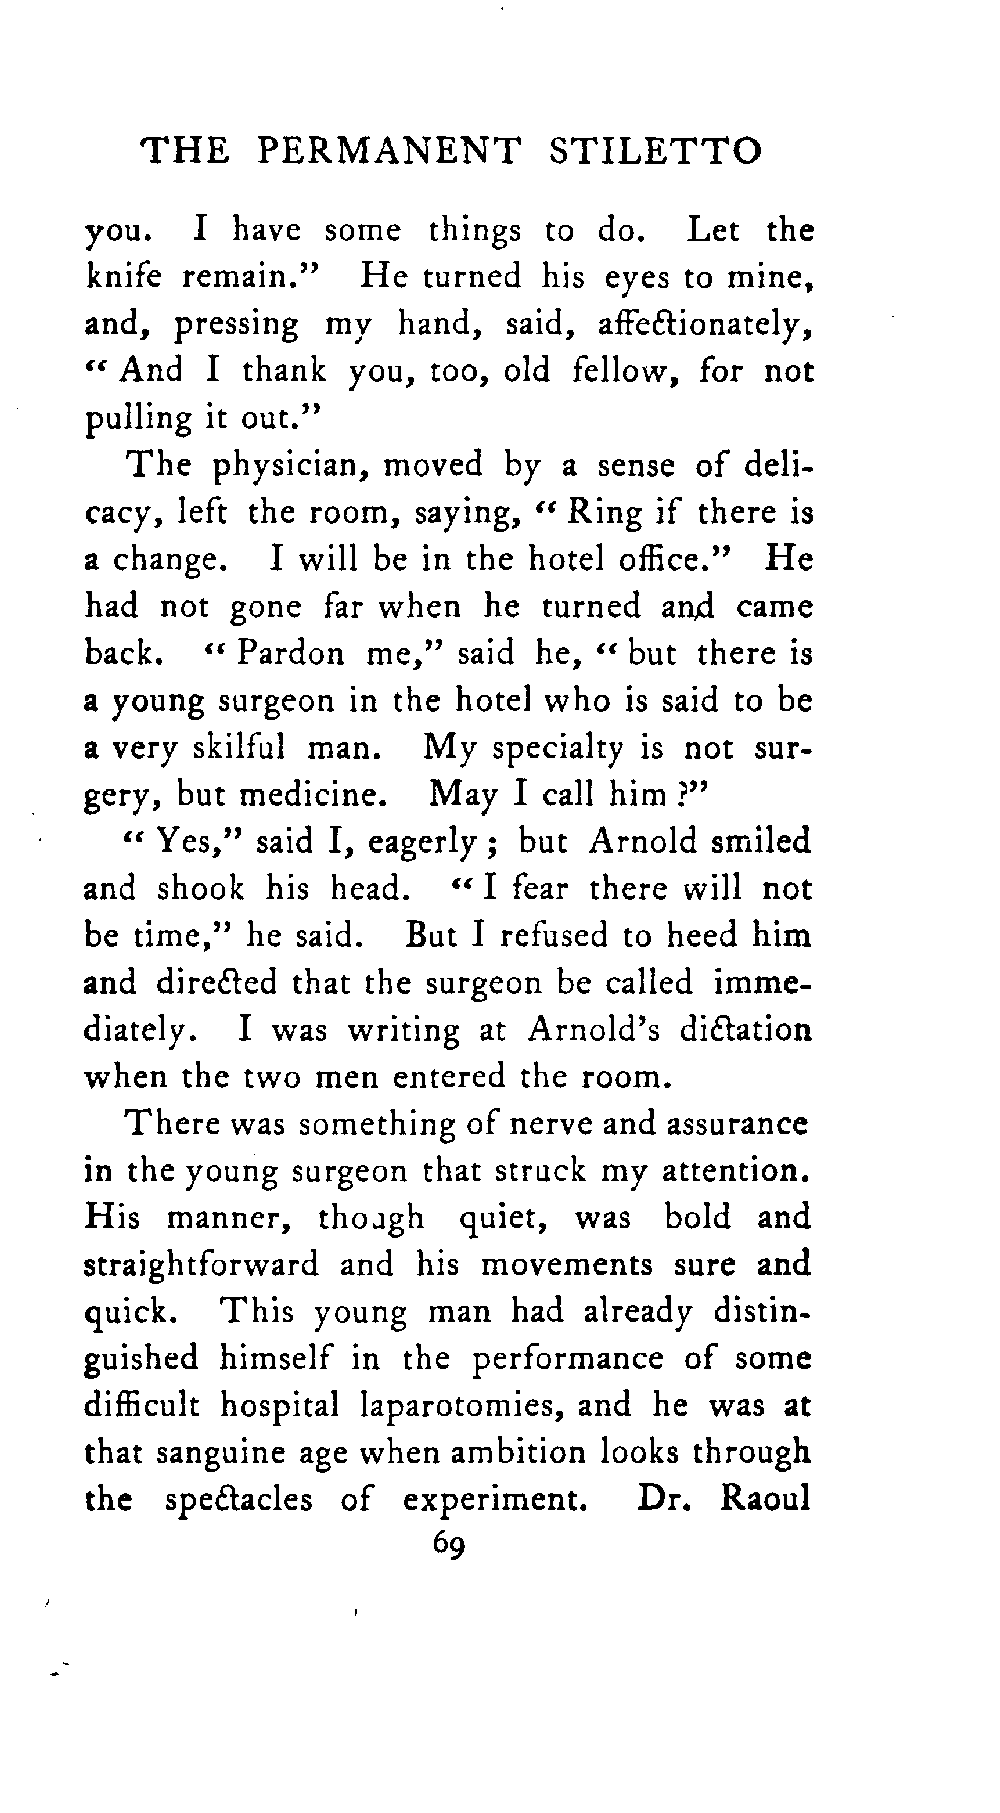 THE PERMANENT STILETTO
you. I have some things to do. Let the
knife remain.” He turned his eyes to mine,
and, pressing my hand, said, affectionately,
“ And I thank you, too, old fellow, for not
pulling it out.”
The physician, moved by a sense of deli-
cacy, left the room, saying, “ Ring if there is
a change. I will be in the hotel office.” He
had not gone far when he turned and came
back. “ Pardon me,” said he, “ but there is
a young surgeon in the hotel who is said to be
a very skilful man. My specialty is not sur-
gery, but medicine. May I call him ?”
“ Yes,” said I, eagerly ; but Arnold smiled
and shook his head. “ I fear there will not
be time,” he said. But I refused to heed him
and directed that the surgeon be called imme-
diately. I was writing at Arnold’s dictation
when the two men entered the room.
There was something of nerve and assurance
in the young surgeon that struck my attention.
His manner, though quiet, was bold and
straightforward and his movements sure and
quick. This young man had already distin-
guished himself in the performance of some
difficult hospital laparotomies, and he was at
that sanguine age when ambition looks through
the spectacles of experiment. Dr. Raoul
69